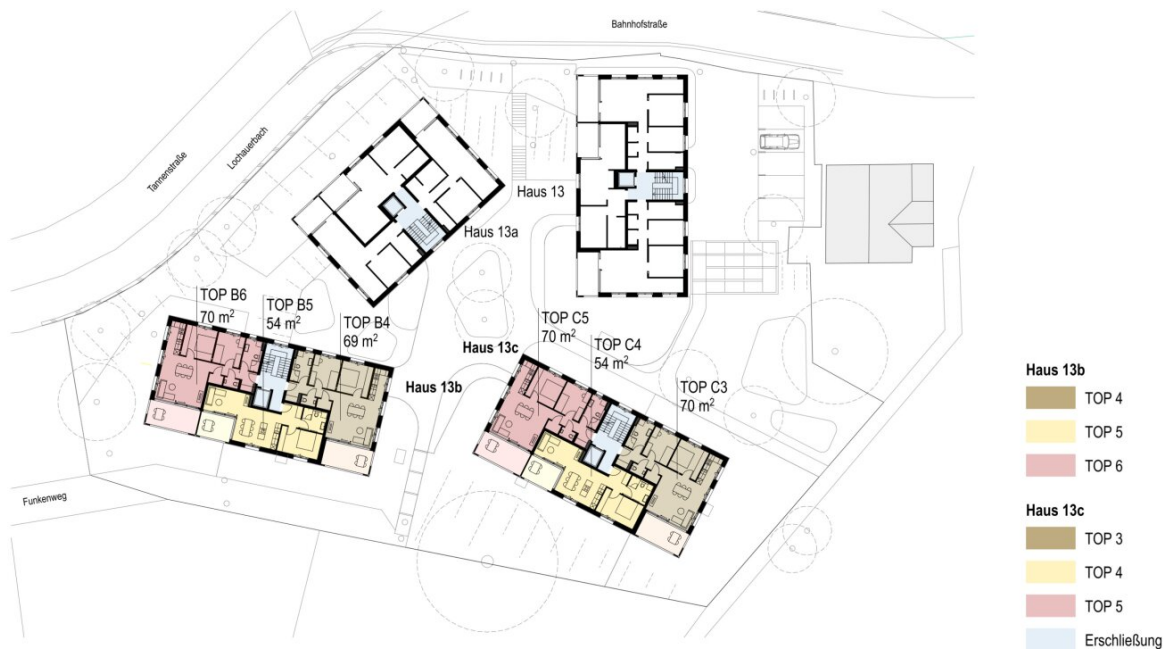 Bahnhofstraße
Tannenstraße
Lochauerbach
Haus 13
Haus 13a
TOP B6
70 m²
TOP B5
54 m²
TOP B4
69 m²
Haus 13b
TOP C5
70 m²
Haus 13c
TOP C4
54 m²
TOP C3
70 m²
Funkenweg
Haus 13b
TOP 4
TOP 5
TOP 6
Haus 13c
TOP 3
TOP 4
TOP 5
Erschließung